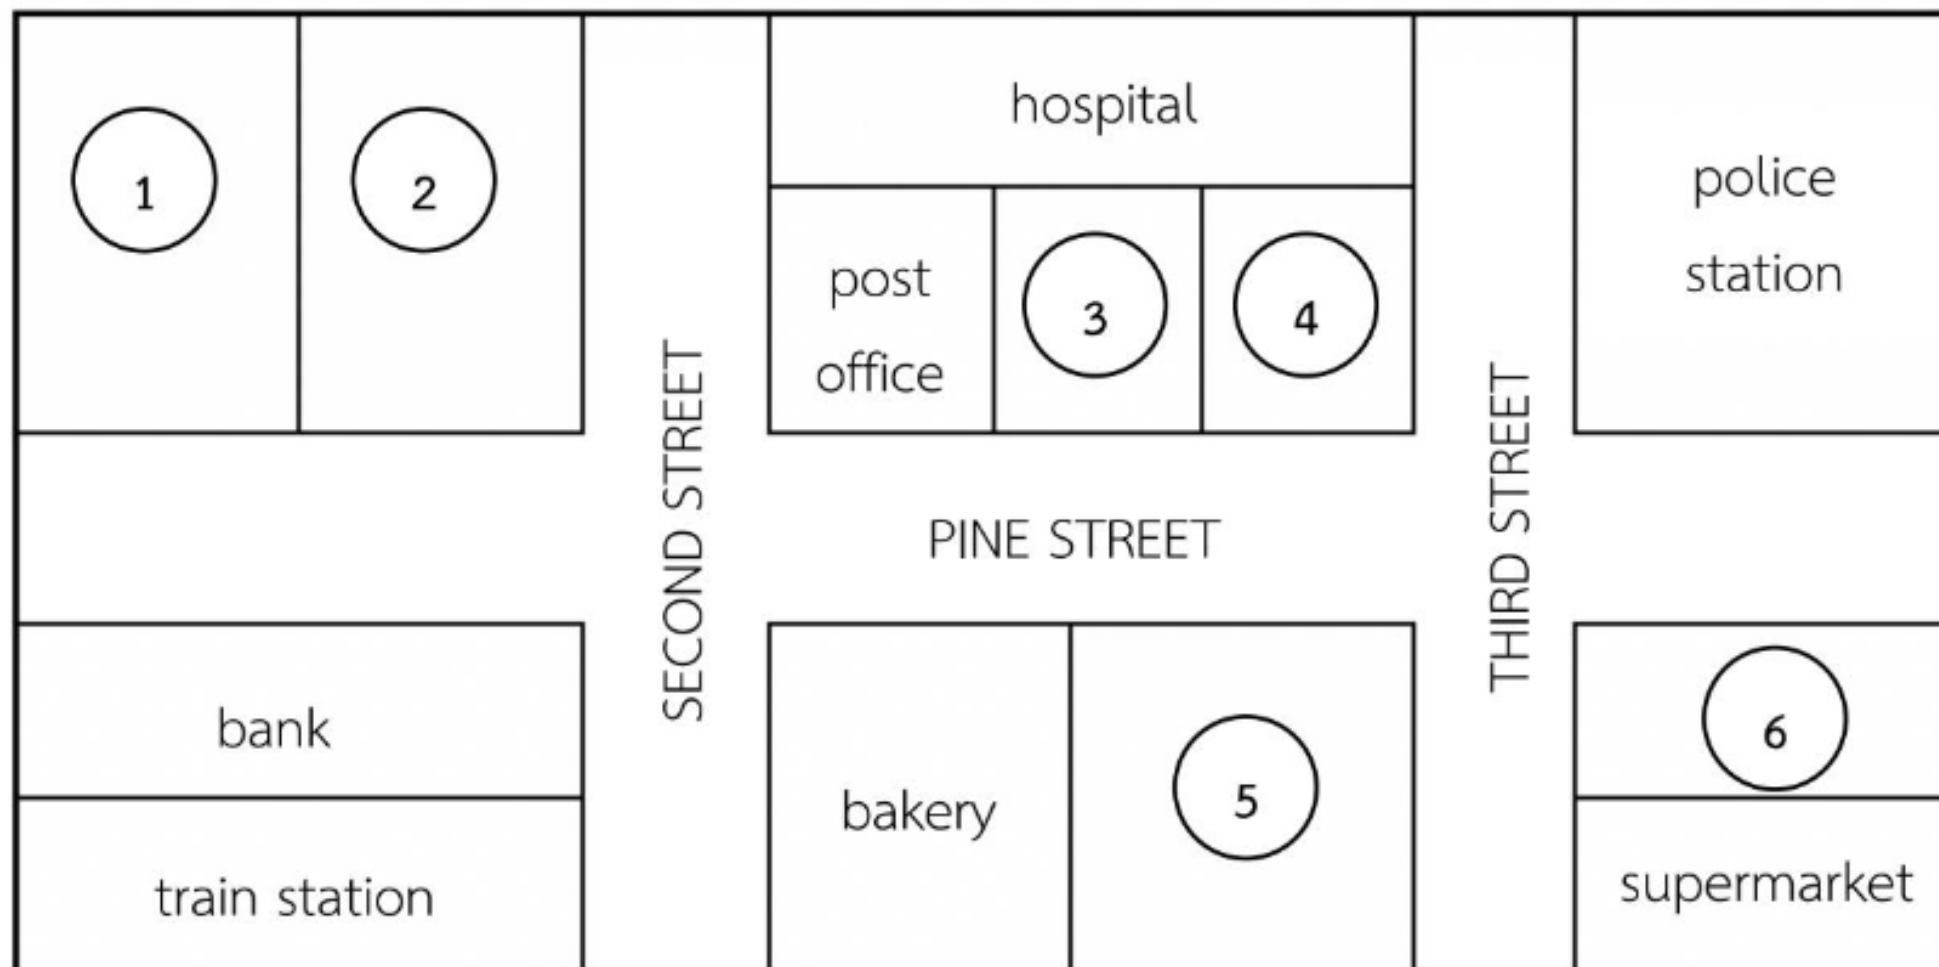 1
2
hospital
police
station
post
office
3
4
SECOND STREET
PINE STREET
THIRD STREET
bank
train station
bakery
5
6
supermarket